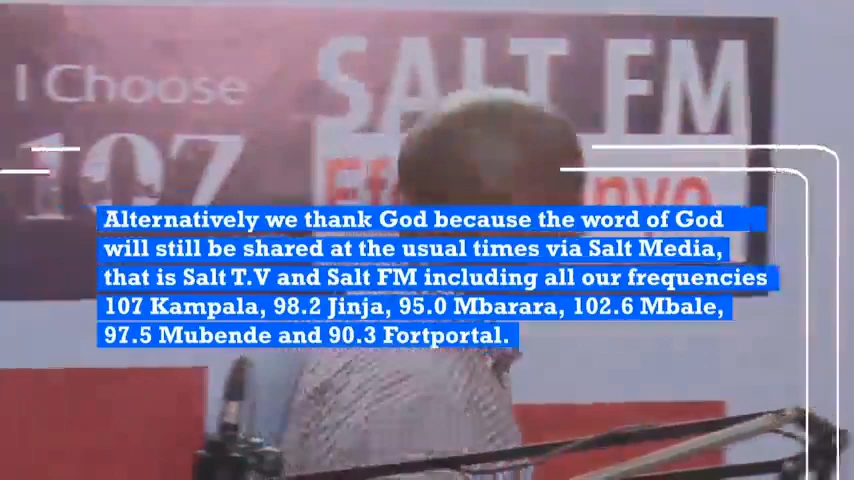 SALT FM
I Choose
107
Alternatively we thank God because the word of God
will still be shared at the usual times via Salt Media,
that is Salt T.V and Salt FM including all our frequencies
107 Kampala, 98.2 Jinja, 95.0 Mbarara, 102.6 Mbale,
97.5 Mubende and 90.3 Fortportal.